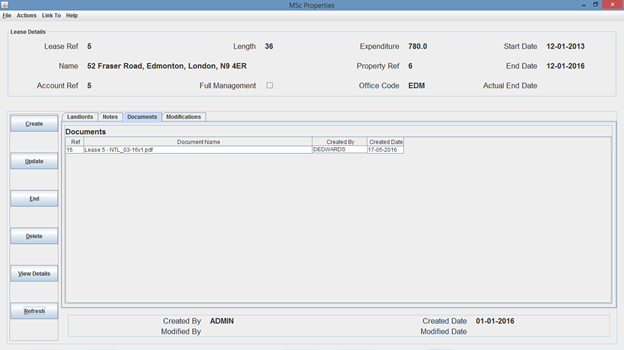 MSc Properties
File Actions Link To Help
Lease Details
Lease Ref 5 Length 36 Expenditure 780.0 Start Date 12-01-2013
Name 52 Fraser Road, Edmonton, London, N9 4ER Property Ref 6 End Date 12-01-2016
Account Ref 5 Full Management Office Code EDM Actual End Date
Create
Update
End
Delete
View Details
Refresh
Landlords Notes Documents Modifications
Documents
Ref Document Name Created By Created Date
16 Lease 5 - NTL_03-16v1.pdf DEDWARDS 17-05-2016
Created By ADMIN Created Date 01-01-2016
Modified By Modified Date